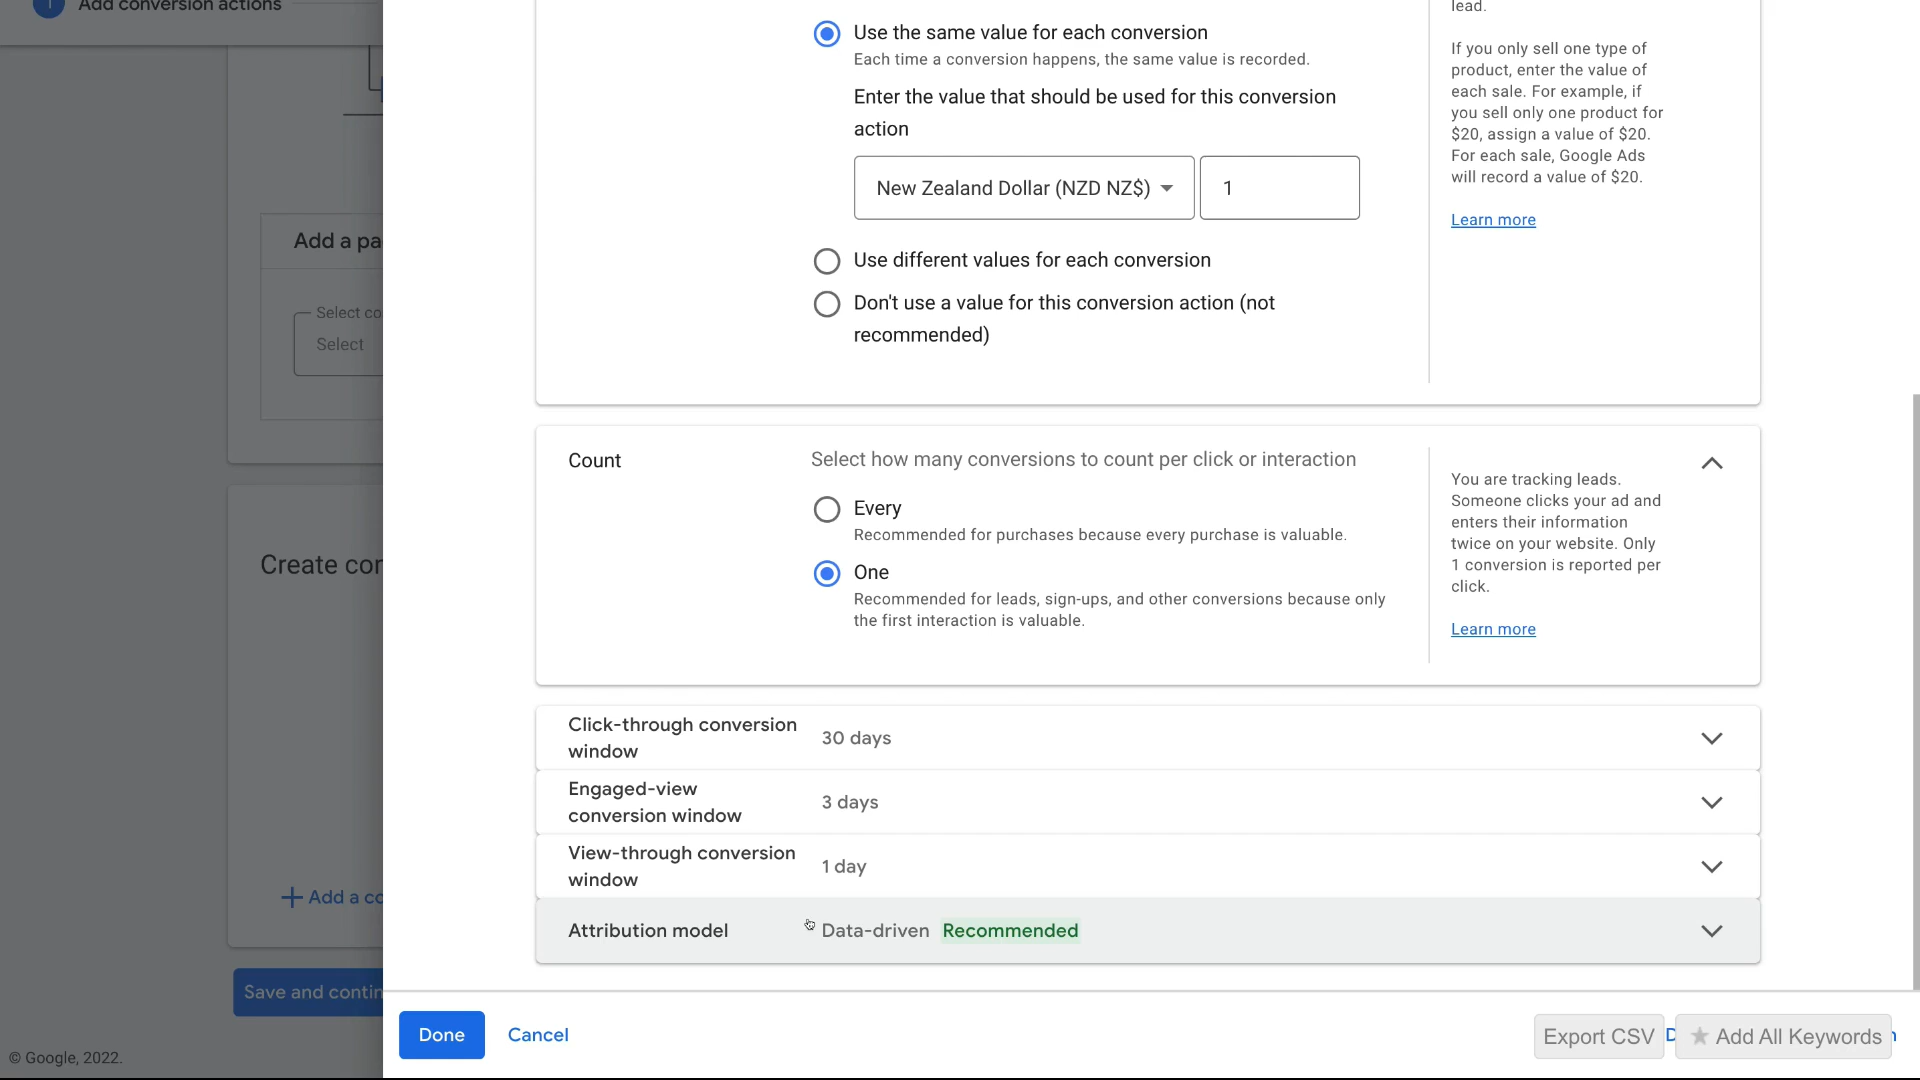 1
Add conversion actions
Use the same value for each conversion
Each time a conversion happens, the same value is recorded.
Enter the value that should be used for this conversion
action
New Zealand Dollar (NZD NZ$)
1
Use different values for each conversion
Don't use a value for this conversion action (not
recommended)
lead.
If you only sell one type of
product, enter the value of
each sale. For example, if
you sell only one product for
$20, assign a value of $20.
For each sale, Google Ads
will record a value of $20.
Learn more
Add a pa
Select co
Select
Count
Select how many conversions to count per click or interaction
Every
Recommended for purchases because every purchase is valuable.
One
Recommended for leads, sign-ups, and other conversions because only
the first interaction is valuable.
You are tracking leads.
Someone clicks your ad and
enters their information
twice on your website. Only
1 conversion is reported per
click.
Learn more
Create cor
Click-through conversion
window
30 days
Engaged-view
conversion window
3 days
View-through conversion
window
1 day
Add a co
Attribution model
Data-driven Recommended
Save and contin
Done
Cancel
Export CSV
Add All Keywords
© Google, 2022.